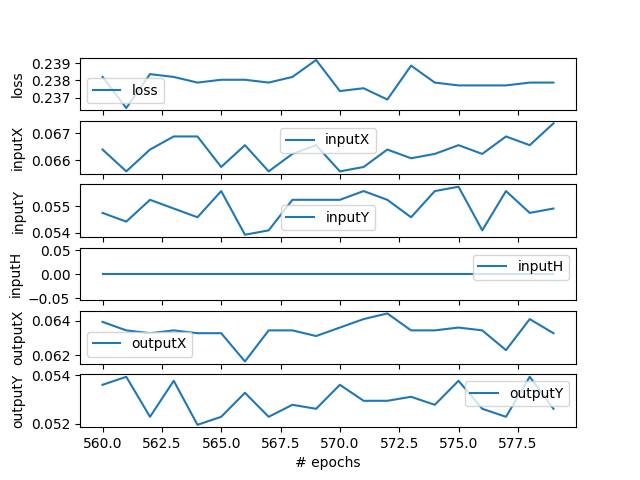 loss
0.239
0.238
0.237
loss
inputX
0.067
0.066
inputX
inputY
0.055
0.054
inputY
inputH
0.05
0.00
−0.05
inputH
outputX
0.064
0.062
outputX
outputY
0.054
0.052
outputY
560.0 562.5 565.0 567.5 570.0 572.5 575.0 577.5
# epochs